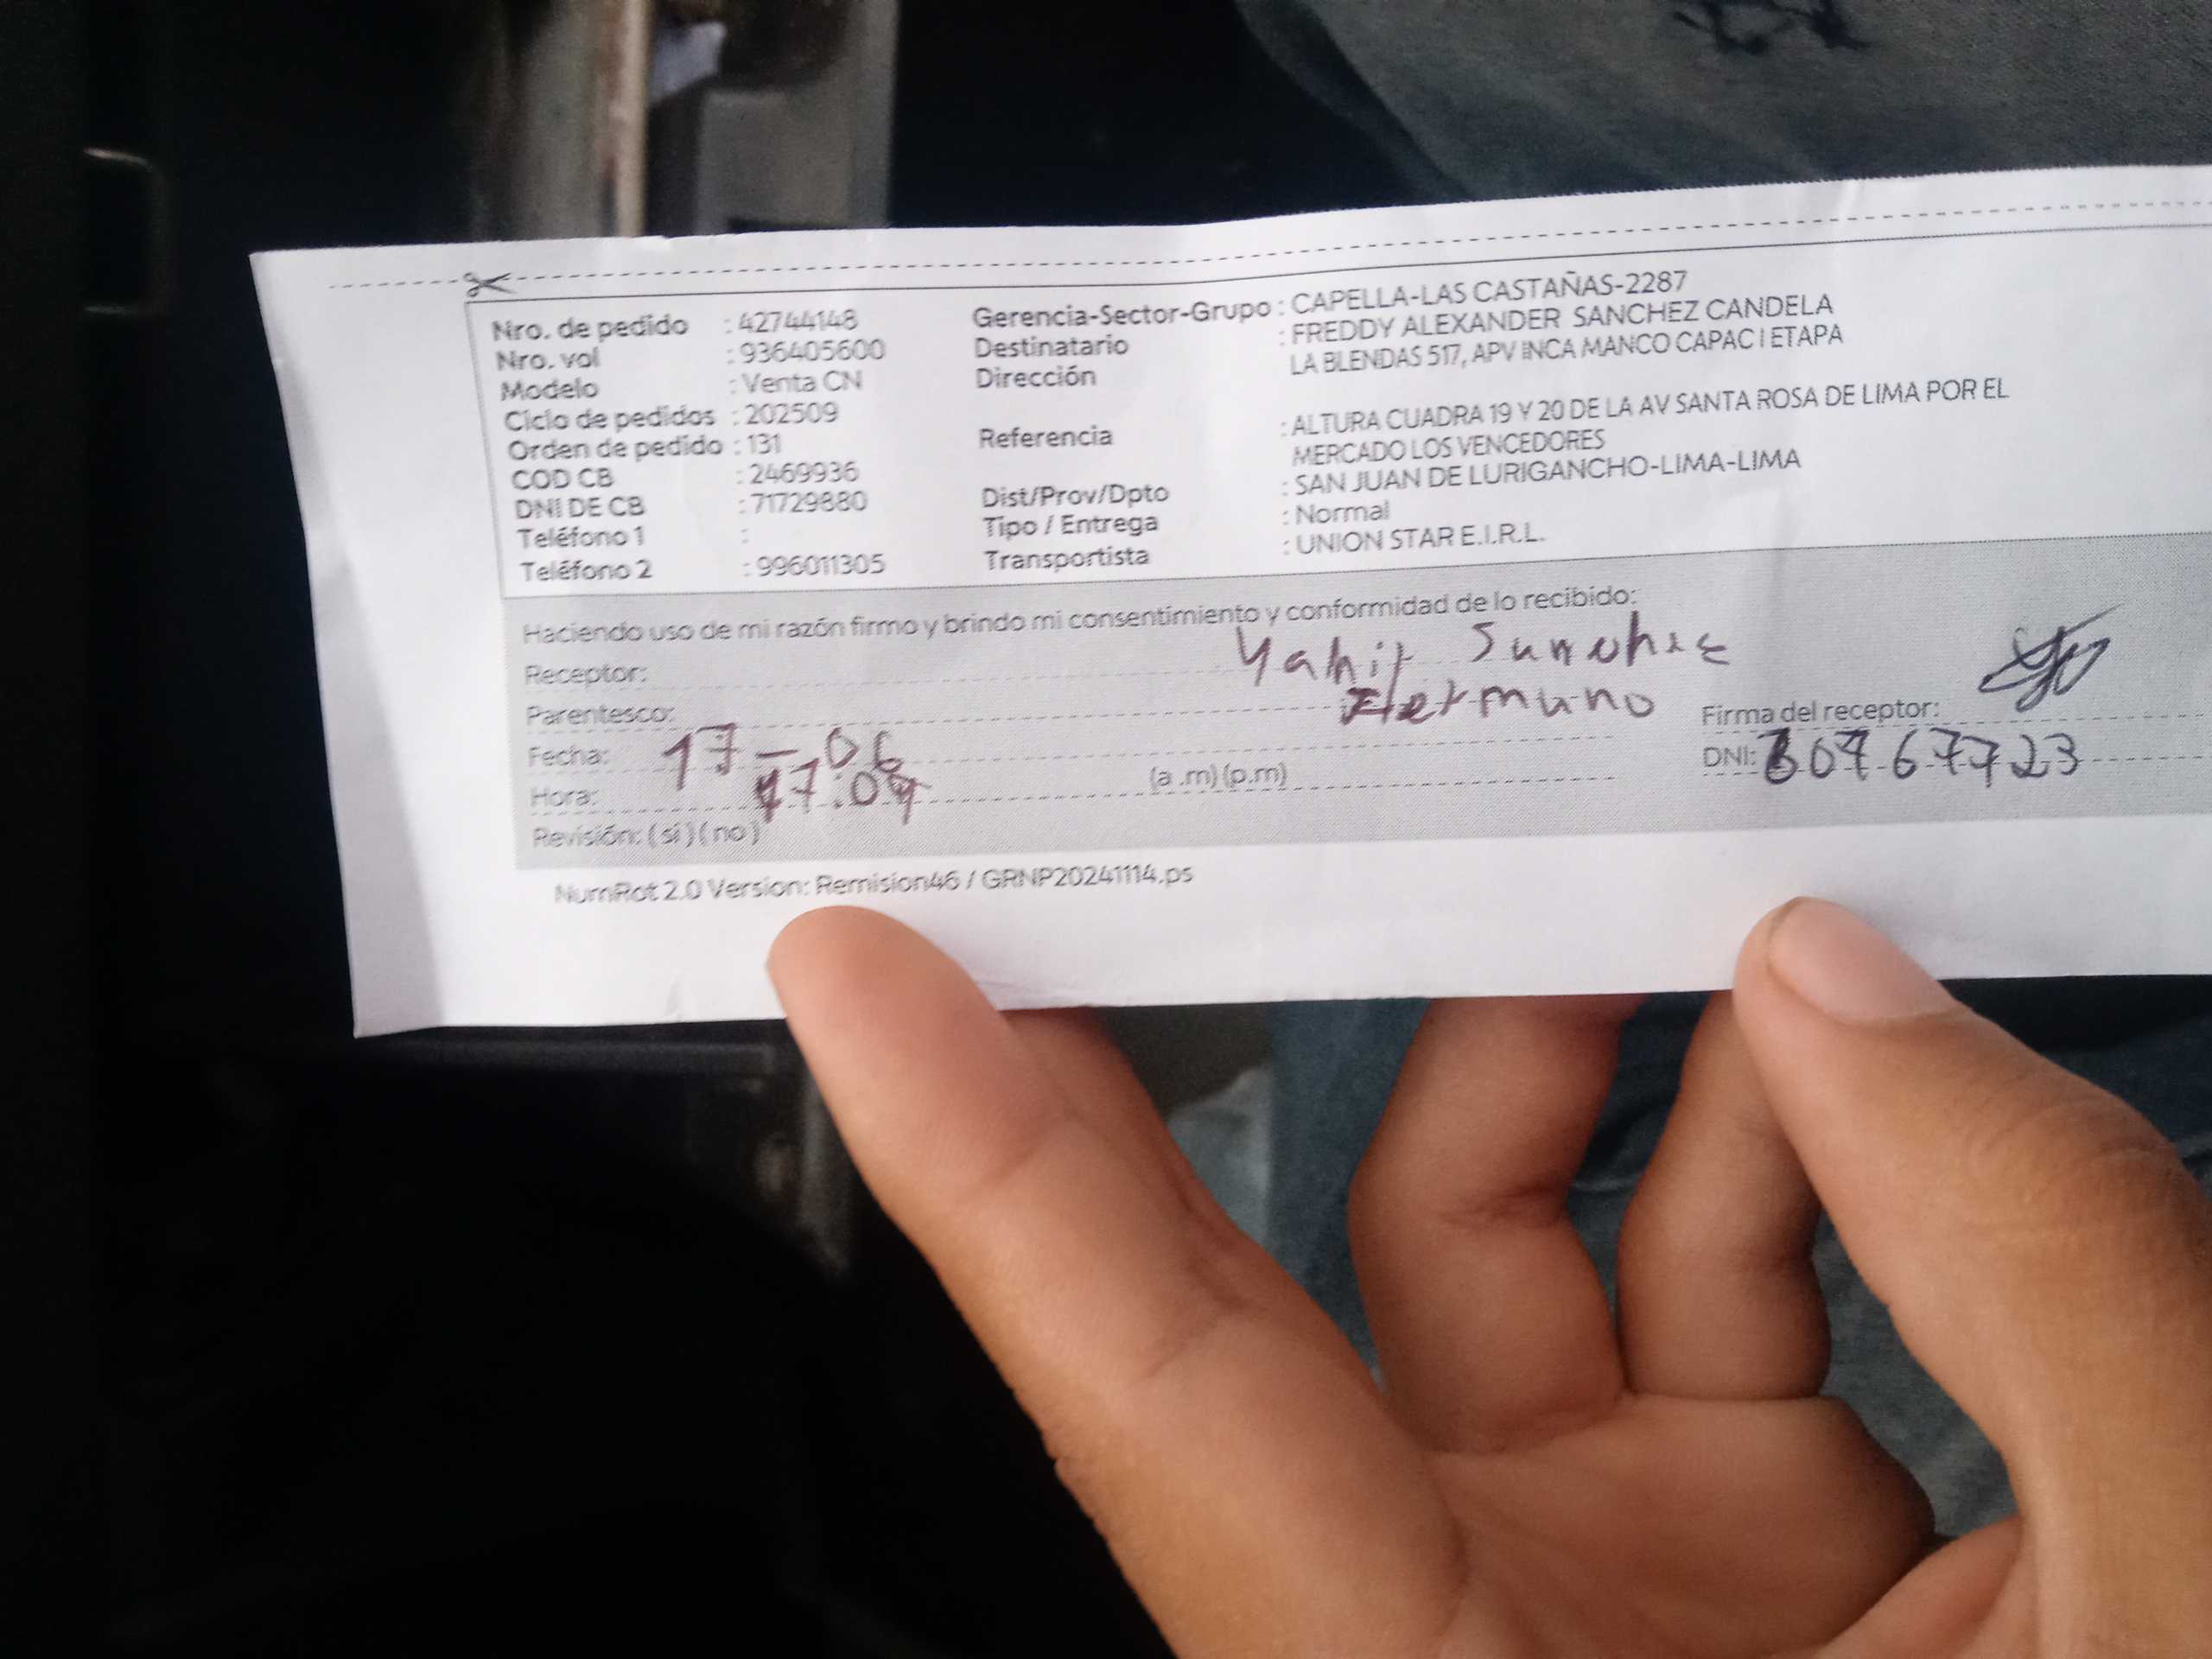 Nro. de pedido : 42744148
Nro. vol : 936405600
Modelo : Venta CN
Ciclo de pedidos : 202509
Orden de pedido : 131
COD CB : 2469936
DNI DE CB : 71729880
Teléfono 1 :
Teléfono 2 : 996011305
Gerencia-Sector-Grupo : CAPELLA-LAS CASTAÑAS-2287
Destinatario : FREDDY ALEXANDER SANCHEZ CANDELA
Dirección LA BLENDAS 517, APV INCA MANCO CAPAC I ETAPA
Referencia : ALTURA CUADRA 19 Y 20 DE LA AV SANTA ROSA DE LIMA POR EL
MERCADO LOS VENCEDORES
Dist/Prov/Dpto : SAN JUAN DE LURIGANCHO-LIMA-LIMA
Tipo / Entrega : Normal
Transportista : UNION STAR E.I.R.L.
Haciendo uso de mi razón firmo y brindo mi consentimiento y conformidad de lo recibido:
Receptor:
Parentesco: Hermano
Fecha: 17-06
Hora: (a .m) (p.m)
Revisión: (si) (no)
Firma del receptor:
DNI:
NumRot 2.0 Version: Remision46 / GRNP20241114.ps